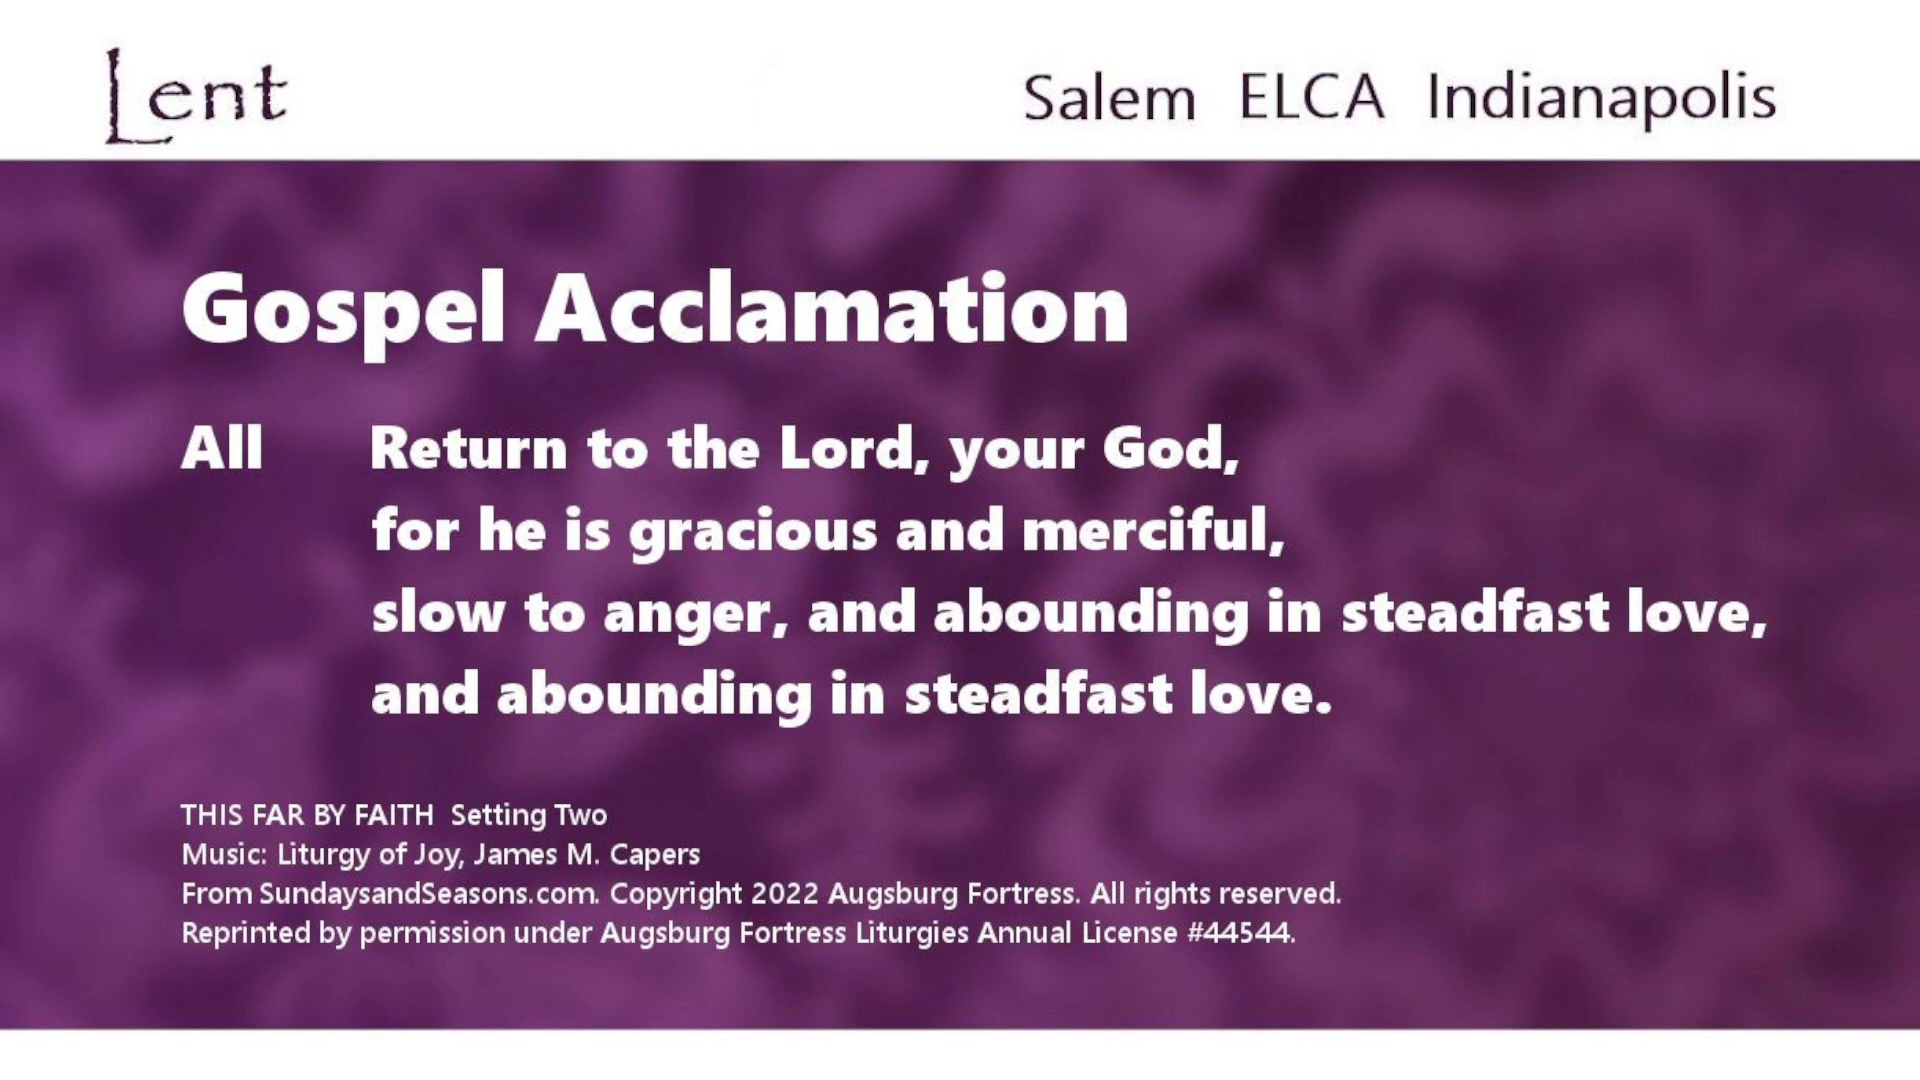 Lent
Salem ELCA Indianapolis
Gospel Acclamation
All Return to the Lord, your God,
for he is gracious and merciful,
slow to anger, and abounding in steadfast love,
and abounding in steadfast love.
THIS FAR BY FAITH Setting Two
Music: Liturgy of Joy, James M. Capers
From SundaysandSeasons.com. Copyright 2022 Augsburg Fortress. All rights reserved.
Reprinted by permission under Augsburg Fortress Liturgies Annual License #44544.